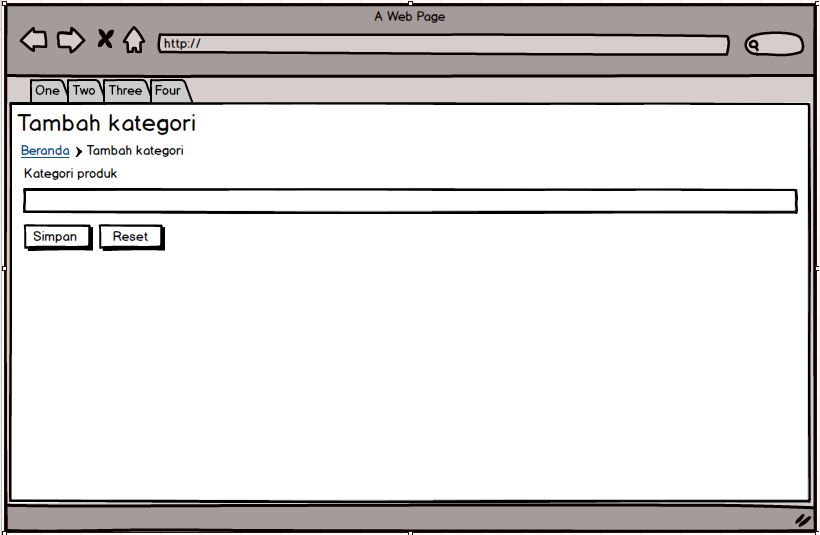 A Web Page
http://
One Two Three Four
Tambah kategori
Beranda > Tambah kategori
Kategori produk
Simpan Reset